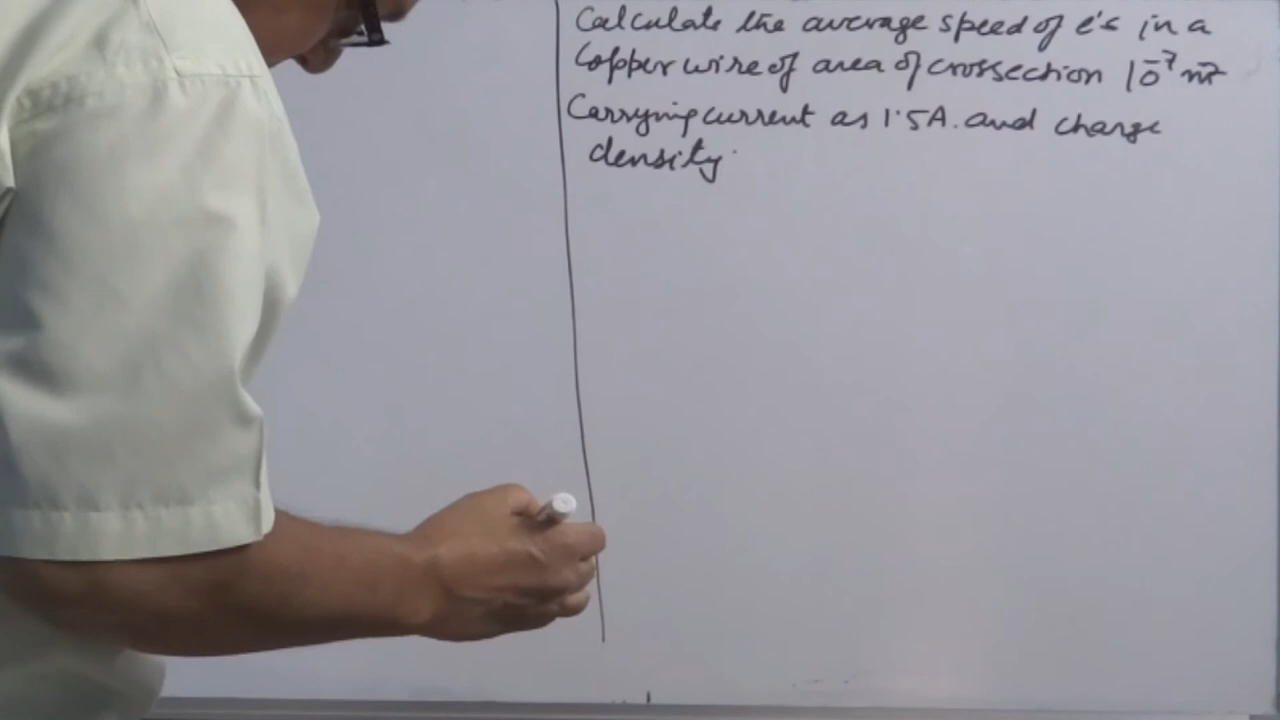 Calculate the average speed of e's in a
Copper wire of area of crossection 10⁻⁷ m²
Carrying current as 1.5A. and charge
density.